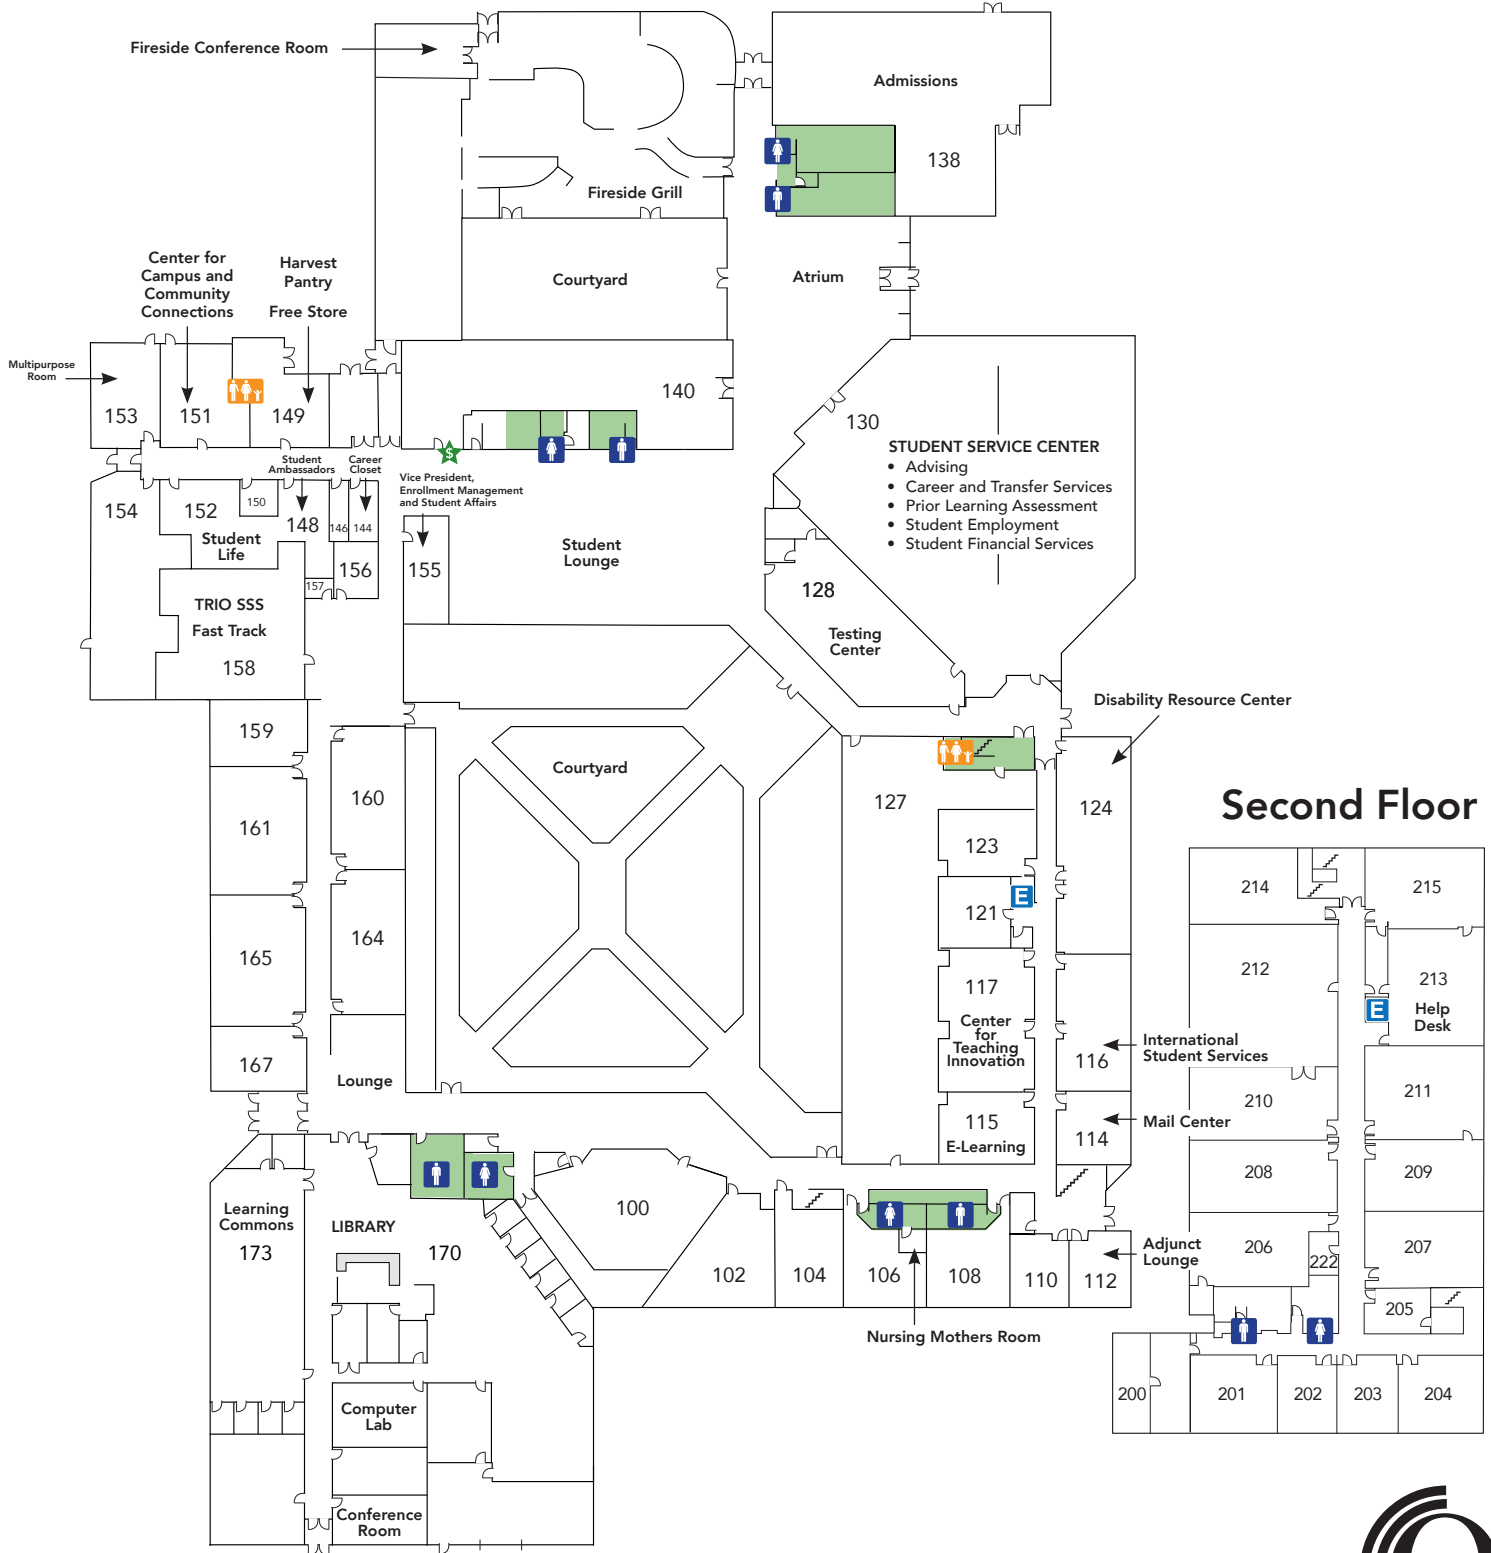 Fireside Conference Room
Admissions
138
Fireside Grill
Center for
Campus and
Community
Connections
Harvest
Pantry
Free Store
Courtyard
Atrium
Multipurpose
Room
153
151
149
140
130
STUDENT SERVICE CENTER
• Advising
• Career and Transfer Services
• Prior Learning Assessment
• Student Employment
• Student Financial Services
$
Student
Ambassadors
Career
Closet
Vice President,
Enrollment Management
and Student Affairs
154
152
150
148
146
144
Student
Life
156
155
157
Student
Lounge
128
Testing
Center
TRIO SSS
Fast Track
158
Disability Resource Center
159
160
161
Courtyard
127
124
123
121
E
164
165
117
Center
for
Teaching
Innovation
116
International
Student Services
167
Lounge
115
E-Learning
114
Mail Center
Learning
Commons
173
LIBRARY
170
100
102
104
106
108
110
112
Adjunct
Lounge
Nursing Mothers Room
Computer
Lab
Conference
Room
Second Floor
214
215
212
213
Help
Desk
E
210
211
208
209
206
222
207
205
200
201
202
203
204